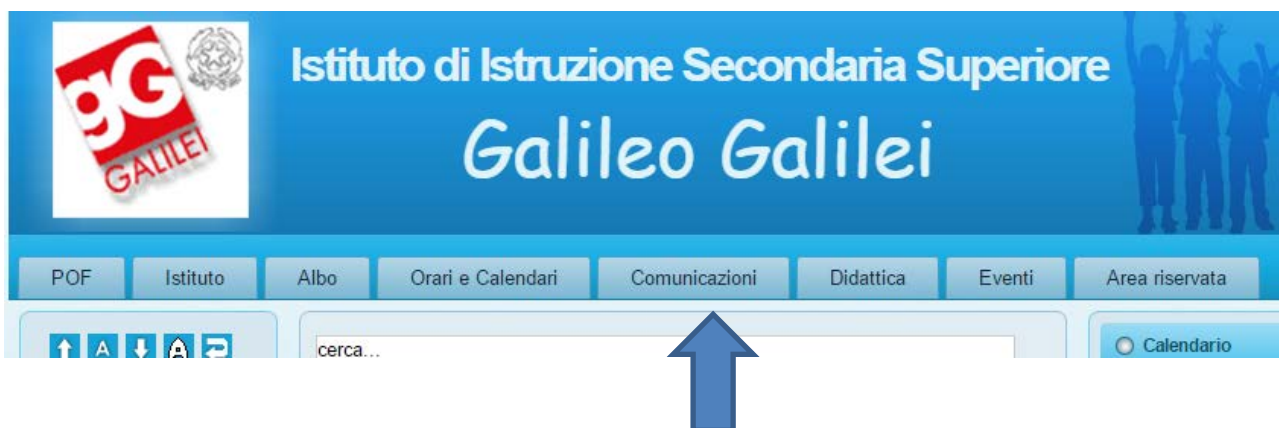 gG
GALILEI
Istituto di Istruzione Secondaria Superiore
Galileo Galilei
POF Istituto Albo Orari e Calendari Comunicazioni Didattica Eventi Area riservata
A A cerca... Calendario